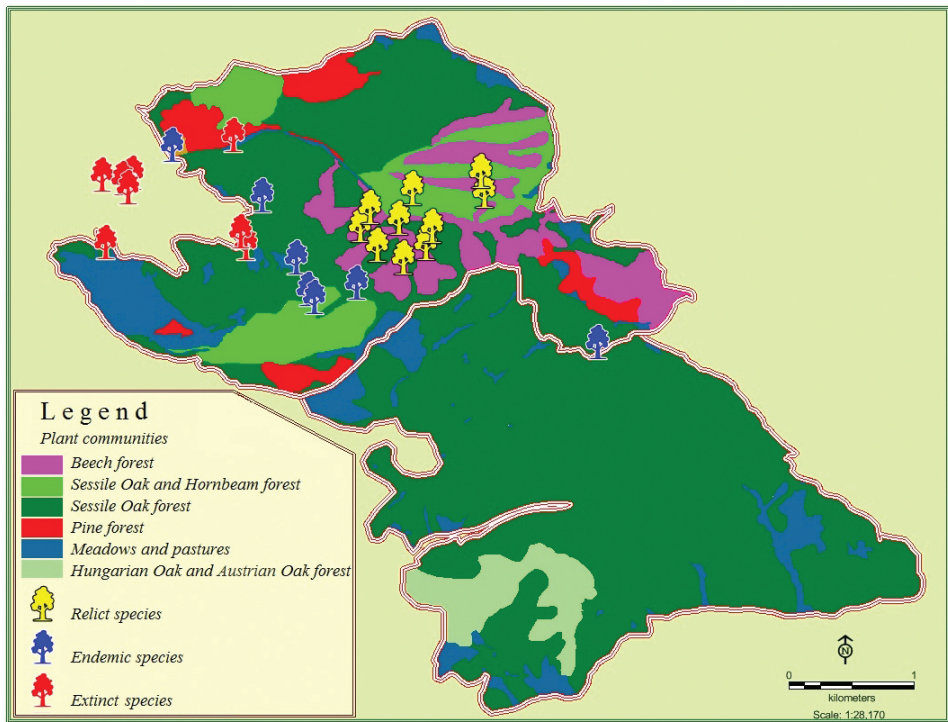 Legend
Plant communities
Beech forest
Sessile Oak and Hornbeam forest
Sessile Oak forest
Pine forest
Meadows and pastures
Hungarian Oak and Austrian Oak forest
Relict species
Endemic species
Extinct species
N
0 1
kilometers
Scale: 1:28,170